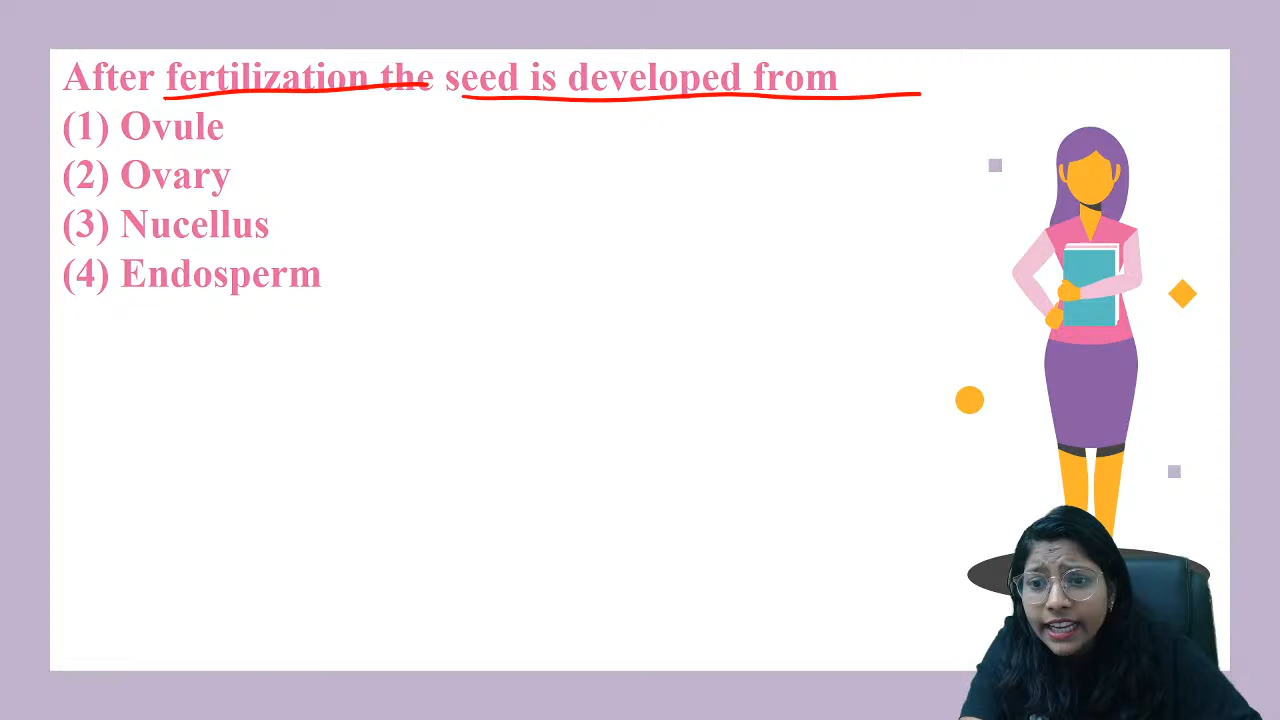 After fertilization the seed is developed from
(1) Ovule
(2) Ovary
(3) Nucellus
(4) Endosperm